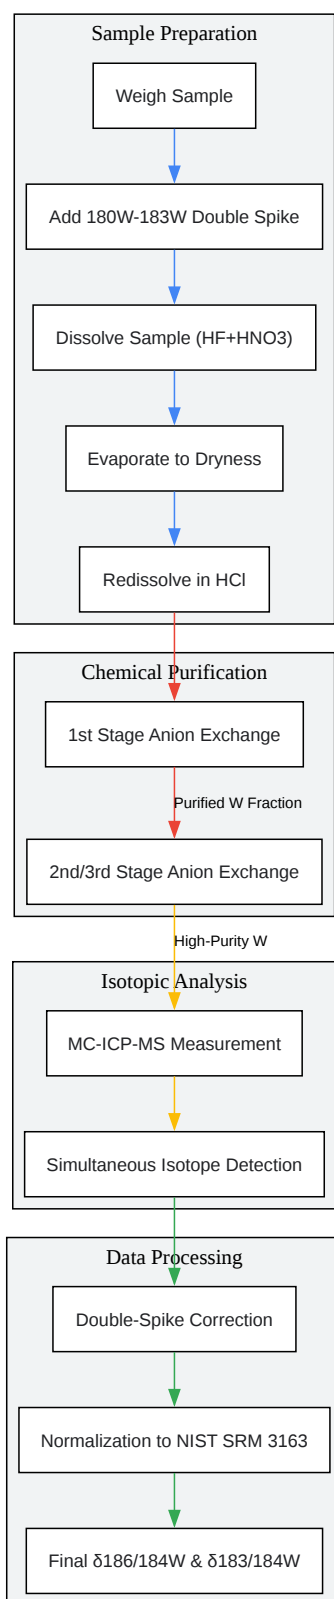 Sample Preparation
Weigh Sample
Add 180W-183W Double Spike
Dissolve Sample (HF+HNO3)
Evaporate to Dryness
Redissolve in HCl
Chemical Purification
1st Stage Anion Exchange
Purified W Fraction
2nd/3rd Stage Anion Exchange
High-Purity W
Isotopic Analysis
MC-ICP-MS Measurement
Simultaneous Isotope Detection
Data Processing
Double-Spike Correction
Normalization to NIST SRM 3163
Final δ186/184W & δ183/184W